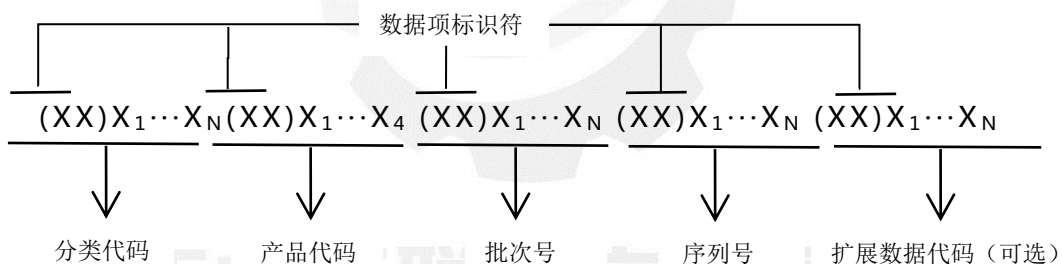 数据项标识符
(XX)X₁…X_N(XX)X₁…X₄ (XX)X₁…X_N (XX)X₁…X_N (XX)X₁…X_N
分类代码 产品代码 批次号 序列号 扩展数据代码（可选）